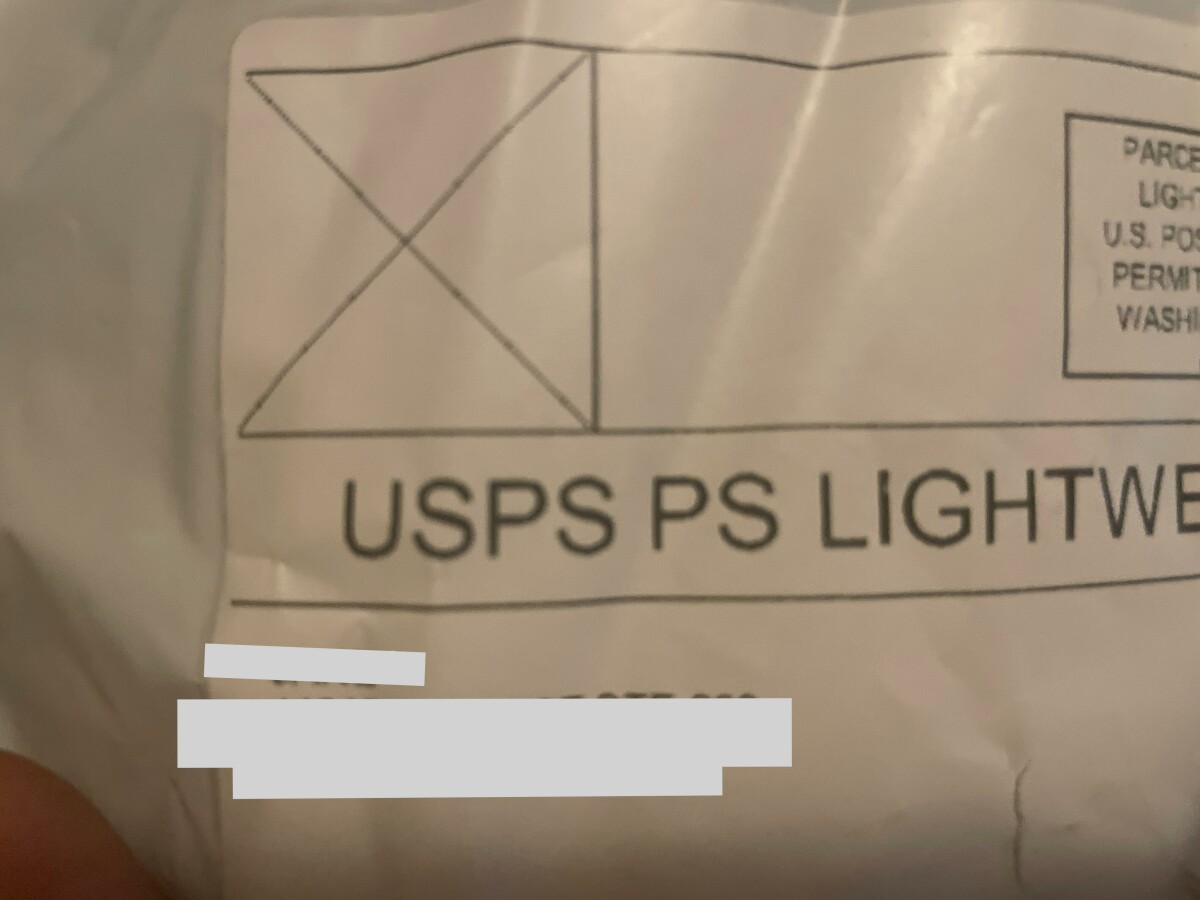 PARCE
LIGHT
U.S. POS
PERMIT
WASHI
USPS PS LIGHTWE